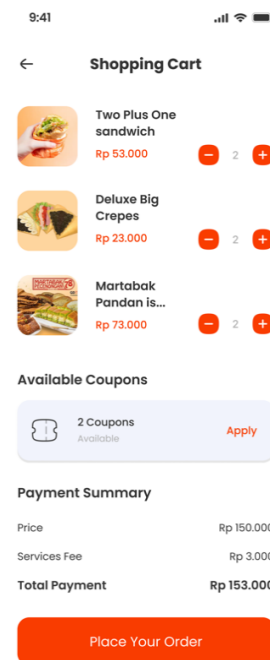 9:41
Shopping Cart
Two Plus One
sandwich
Rp 53.000
2
Deluxe Big
Crepes
Rp 23.000
2
Martabak
Pandan is...
Rp 73.000
2
Available Coupons
2 Coupons
Available
Apply
Payment Summary
Price
Rp 150.000
Services Fee
Rp 3.000
Total Payment
Rp 153.000
Place Your Order